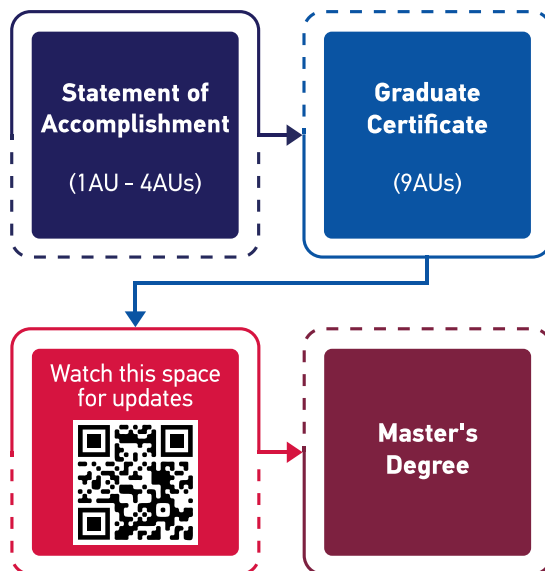 Statement of
Accomplishment
(1AU - 4AUs)
Graduate
Certificate
(9AUs)
Watch this space
for updates
Master's
Degree